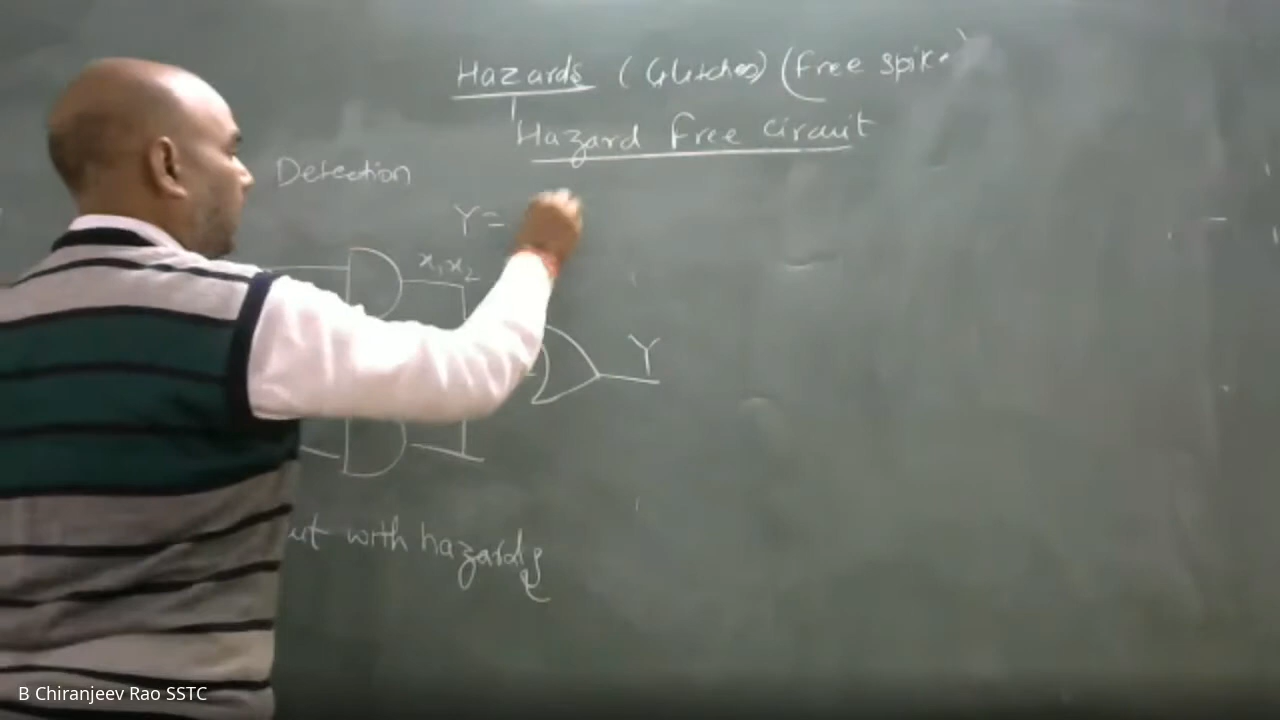 Hazards (Glitches) (Free spike)
Hazard free circuit
Detection
Y =
x₁x₂
Y
with hazards
B Chiranjeev Rao SSTC